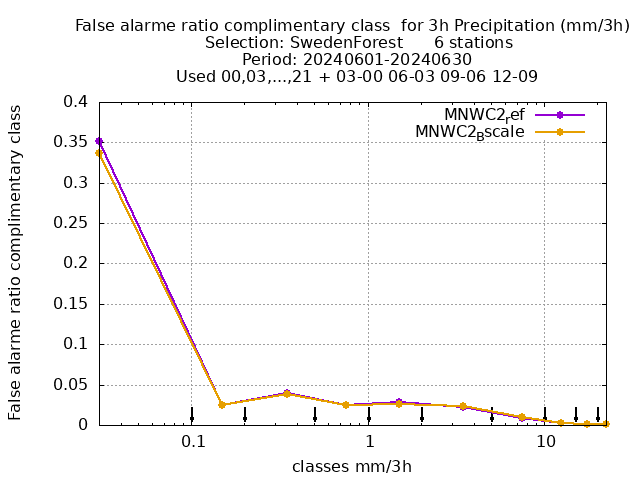 False alarme ratio complimentary class  for 3h Precipitation (mm/3h)
Selection: SwedenForest      6 stations
Period: 20240601-20240630
Used 00,03,...,21 + 03-00 06-03 09-06 12-09
False alarme ratio complimentary class
0.4
0.35
0.3
0.25
0.2
0.15
0.1
0.05
0
MNWC2ref
MNWC2Bscale
0.1
1
10
classes mm/3h